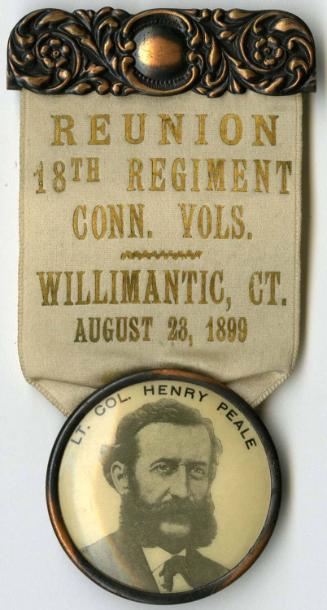 REUNION
18TH REGIMENT
CONN. VOLS.
WILLIMANTIC, CT.
AUGUST 23, 1899
LT. COL. HENRY PEALE